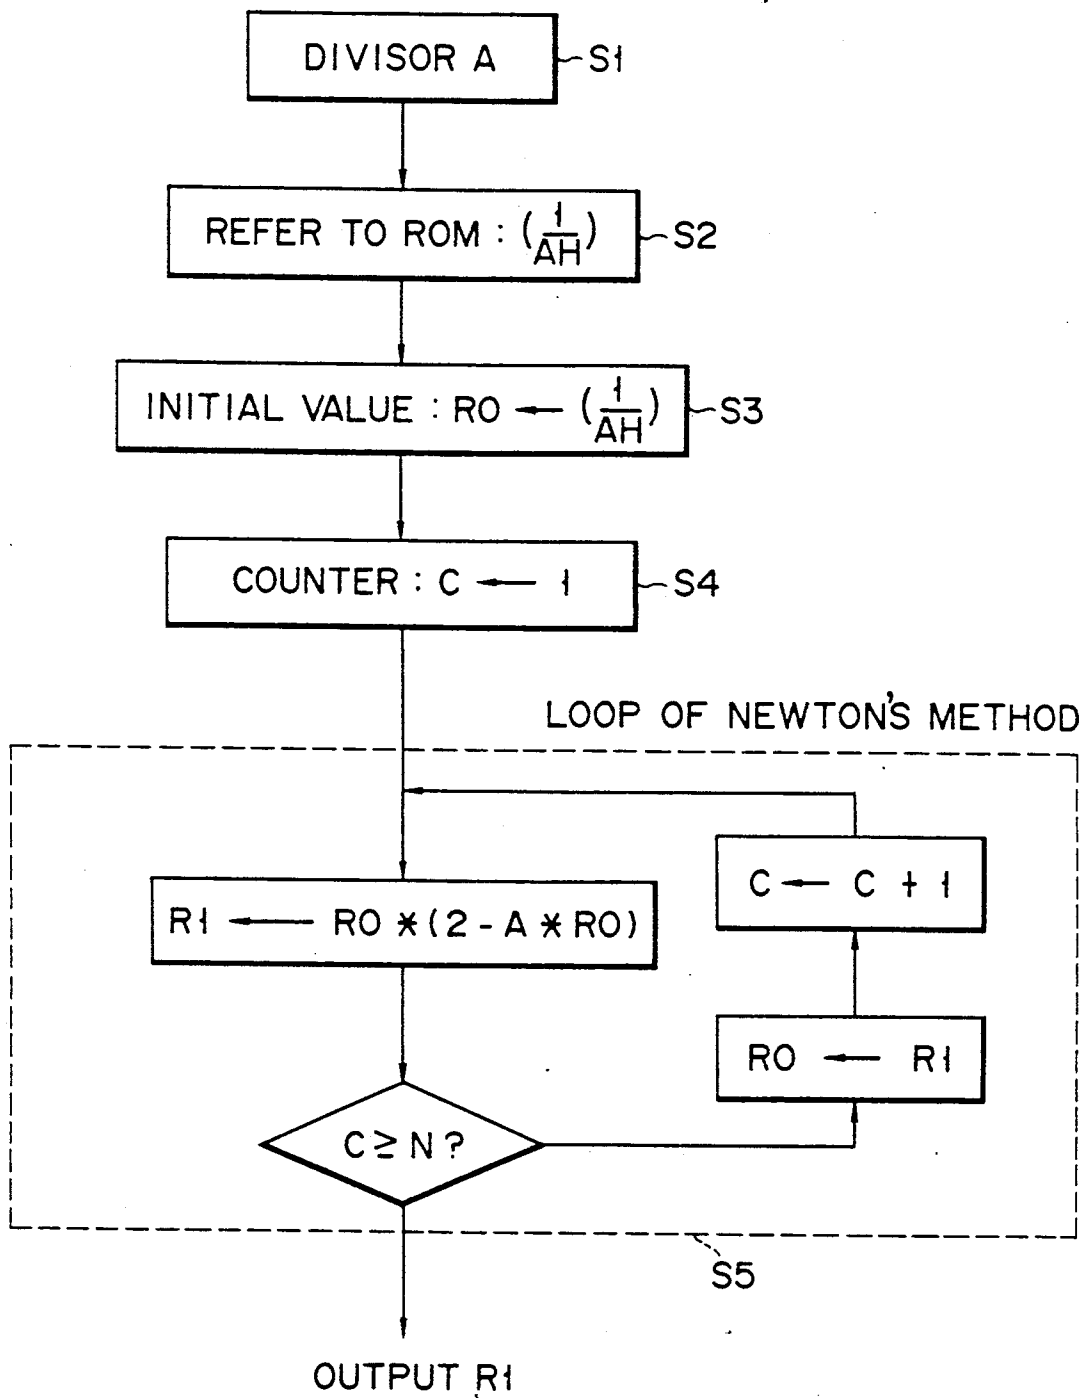 DIVISOR A
S1
REFER TO ROM : (1/AH)
S2
INITIAL VALUE : R0 ← (1/AH)
S3
COUNTER : C ← 1
S4
LOOP OF NEWTON'S METHOD
C ← C + 1
R1 ← R0 * (2 - A * R0)
R0 ← R1
C ≥ N ?
S5
OUTPUT R1